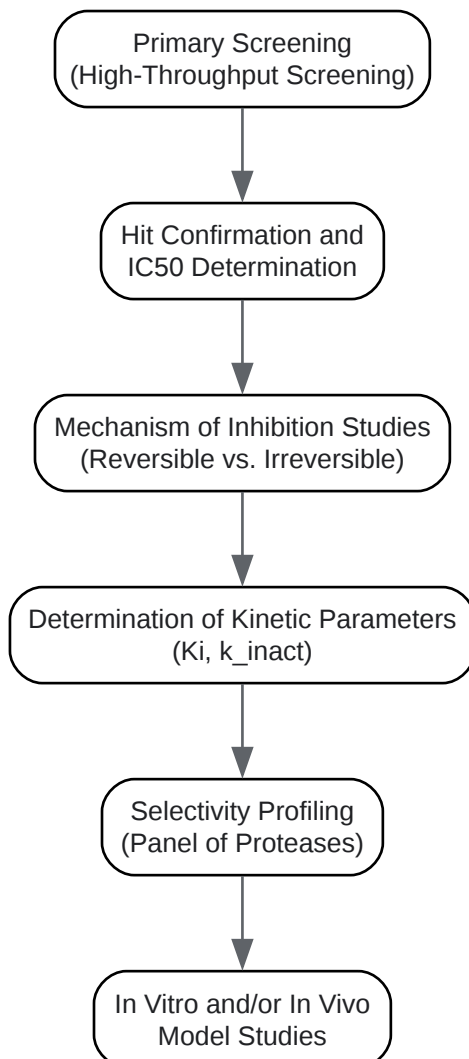 Primary Screening
(High-Throughput Screening)
Hit Confirmation and
IC50 Determination
Mechanism of Inhibition Studies
(Reversible vs. Irreversible)
Determination of Kinetic Parameters
(Ki, k_inact)
Selectivity Profiling
(Panel of Proteases)
In Vitro and/or In Vivo
Model Studies